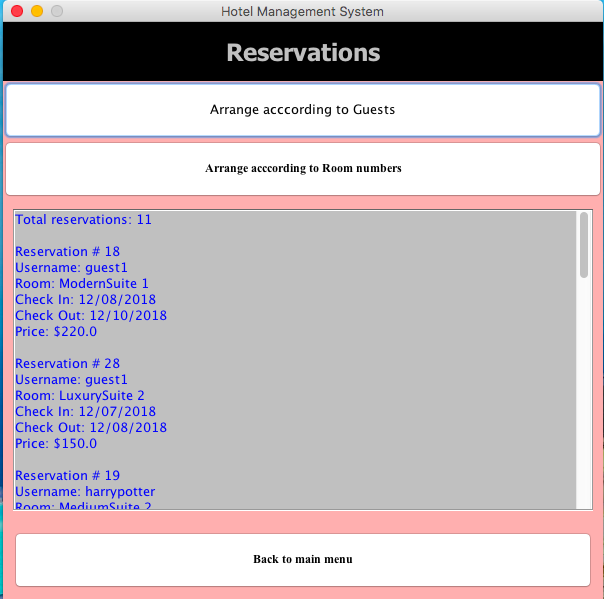 Hotel Management System
Reservations
Arrange acccording to Guests
Arrange acccording to Room numbers
Total reservations: 11
Reservation # 18
Username: guest1
Room: ModernSuite 1
Check In: 12/08/2018
Check Out: 12/10/2018
Price: $220.0
Reservation # 28
Username: guest1
Room: LuxurySuite 2
Check In: 12/07/2018
Check Out: 12/08/2018
Price: $150.0
Reservation # 19
Username: harrypotter
Room: MediumSuite 2
Back to main menu